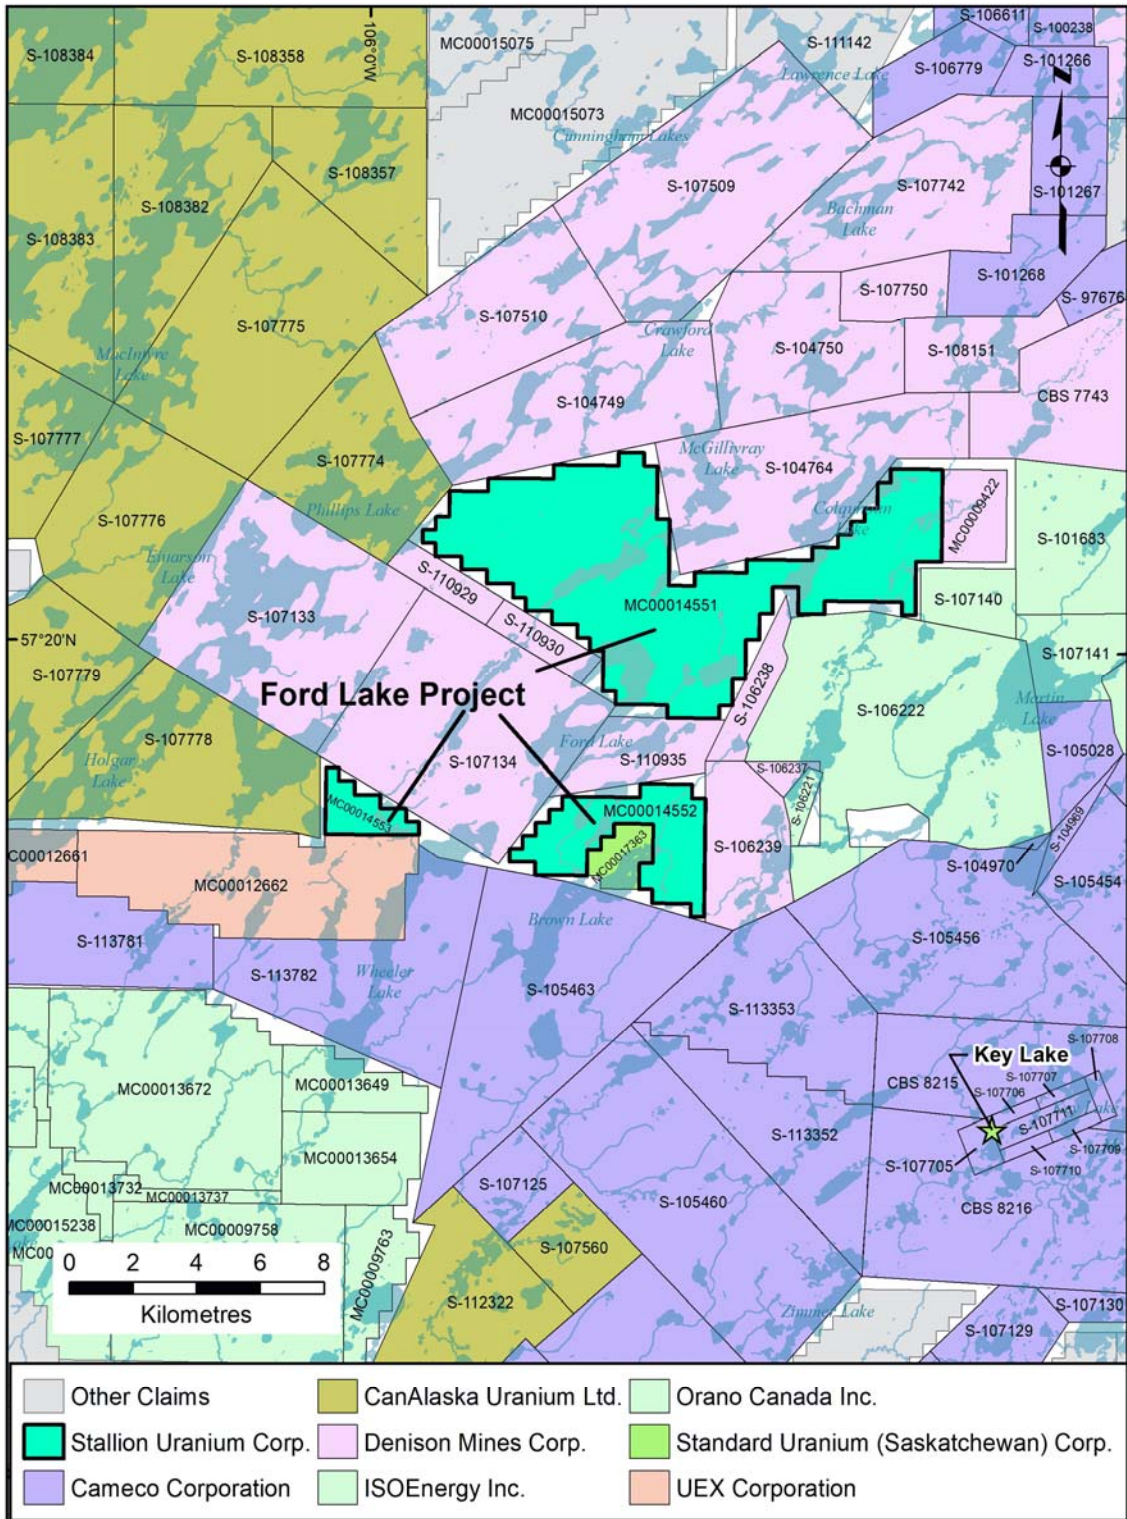 S-108384
S-108358
106°0'W
MC00015075
S-111142
S-106611
S-100238
Lawrence Lake
S-106779
S-101266
N
MC00015073
Cunningham Lakes
S-108357
S-107509
S-107742
S-101267
S-108382
Bachman
Lake
S-108383
S-101268
S-107750
S-97676
S-107775
S-107510
Crawford
Lake
S-104750
S-108151
MacIntyre
Lake
CBS 7743
S-104749
S-107777
S-107774
McGillivray
Lake
S-104764
Phillips Lake
Colquhoun
Lake
MC00009422
S-107776
S-101683
Lake
S-110929
S-107140
MC00014551
S-107133
S-110930
57°20'N
S-107141
S-107779
S-106238
Ford Lake Project
Martin
Lake
S-106222
S-107778
Holgar
Lake
Ford Lake
S-107134
S-110935
S-105028
S-106237
S-106221
MC00014553
MC00014552
S-104969
MC00017363
S-106239
S-104970
C00012661
MC00012662
S-105454
Brown Lake
S-113781
S-105456
S-113782
Wheeler
Lake
S-105463
S-113353
Key Lake
S-107708
MC00013672
MC00013649
CBS 8215
S-107707
S-107706
Lake
S-107711
S-113352
MC00013654
S-107705
S-107709
S-107710
MC00013732
MC00013737
S-107125
S-105460
CBS 8216
MC00015238
MC00009758
MC00
MC00009763
S-107560
0 2 4 6 8
Kilometres
S-112322
Zimmer Lake
S-107130
S-107129
Other Claims
CanAlaska Uranium Ltd.
Orano Canada Inc.
Stallion Uranium Corp.
Denison Mines Corp.
Standard Uranium (Saskatchewan) Corp.
Cameco Corporation
ISOEnergy Inc.
UEX Corporation